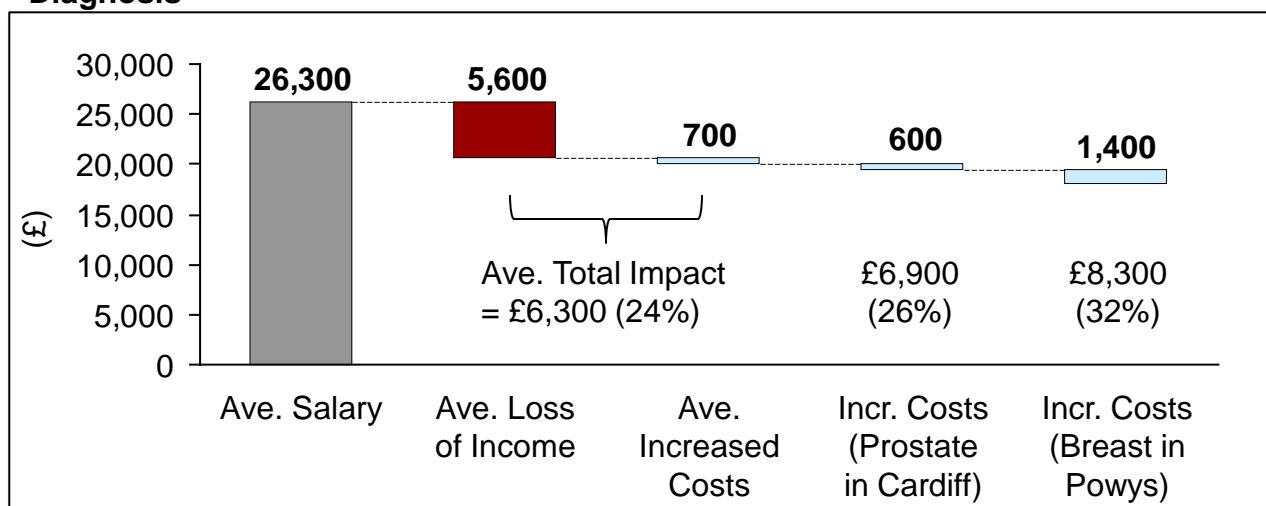 Diagnosis
30,000
25,000
20,000
15,000
10,000
5,000
0
(£)
26,300
5,600
700
600
1,400
Ave. Total Impact
= £6,300 (24%)
£6,900
(26%)
£8,300
(32%)
Ave. Salary
Ave. Loss
of Income
Ave.
Increased
Costs
Incr. Costs
(Prostate
in Cardiff)
Incr. Costs
(Breast in
Powys)